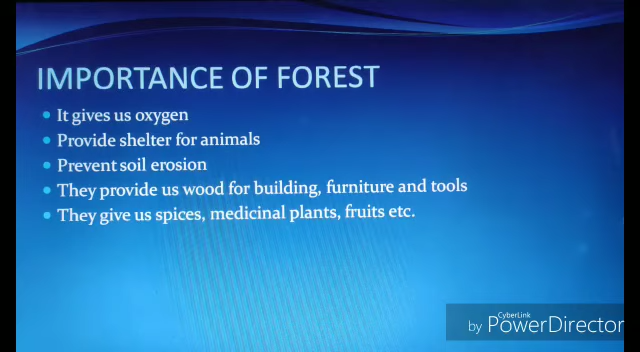 IMPORTANCE OF FOREST
It gives us oxygen
Provide shelter for animals
Prevent soil erosion
They provide us wood for building, furniture and tools
They give us spices, medicinal plants, fruits etc.
CyberLink
by PowerDirector